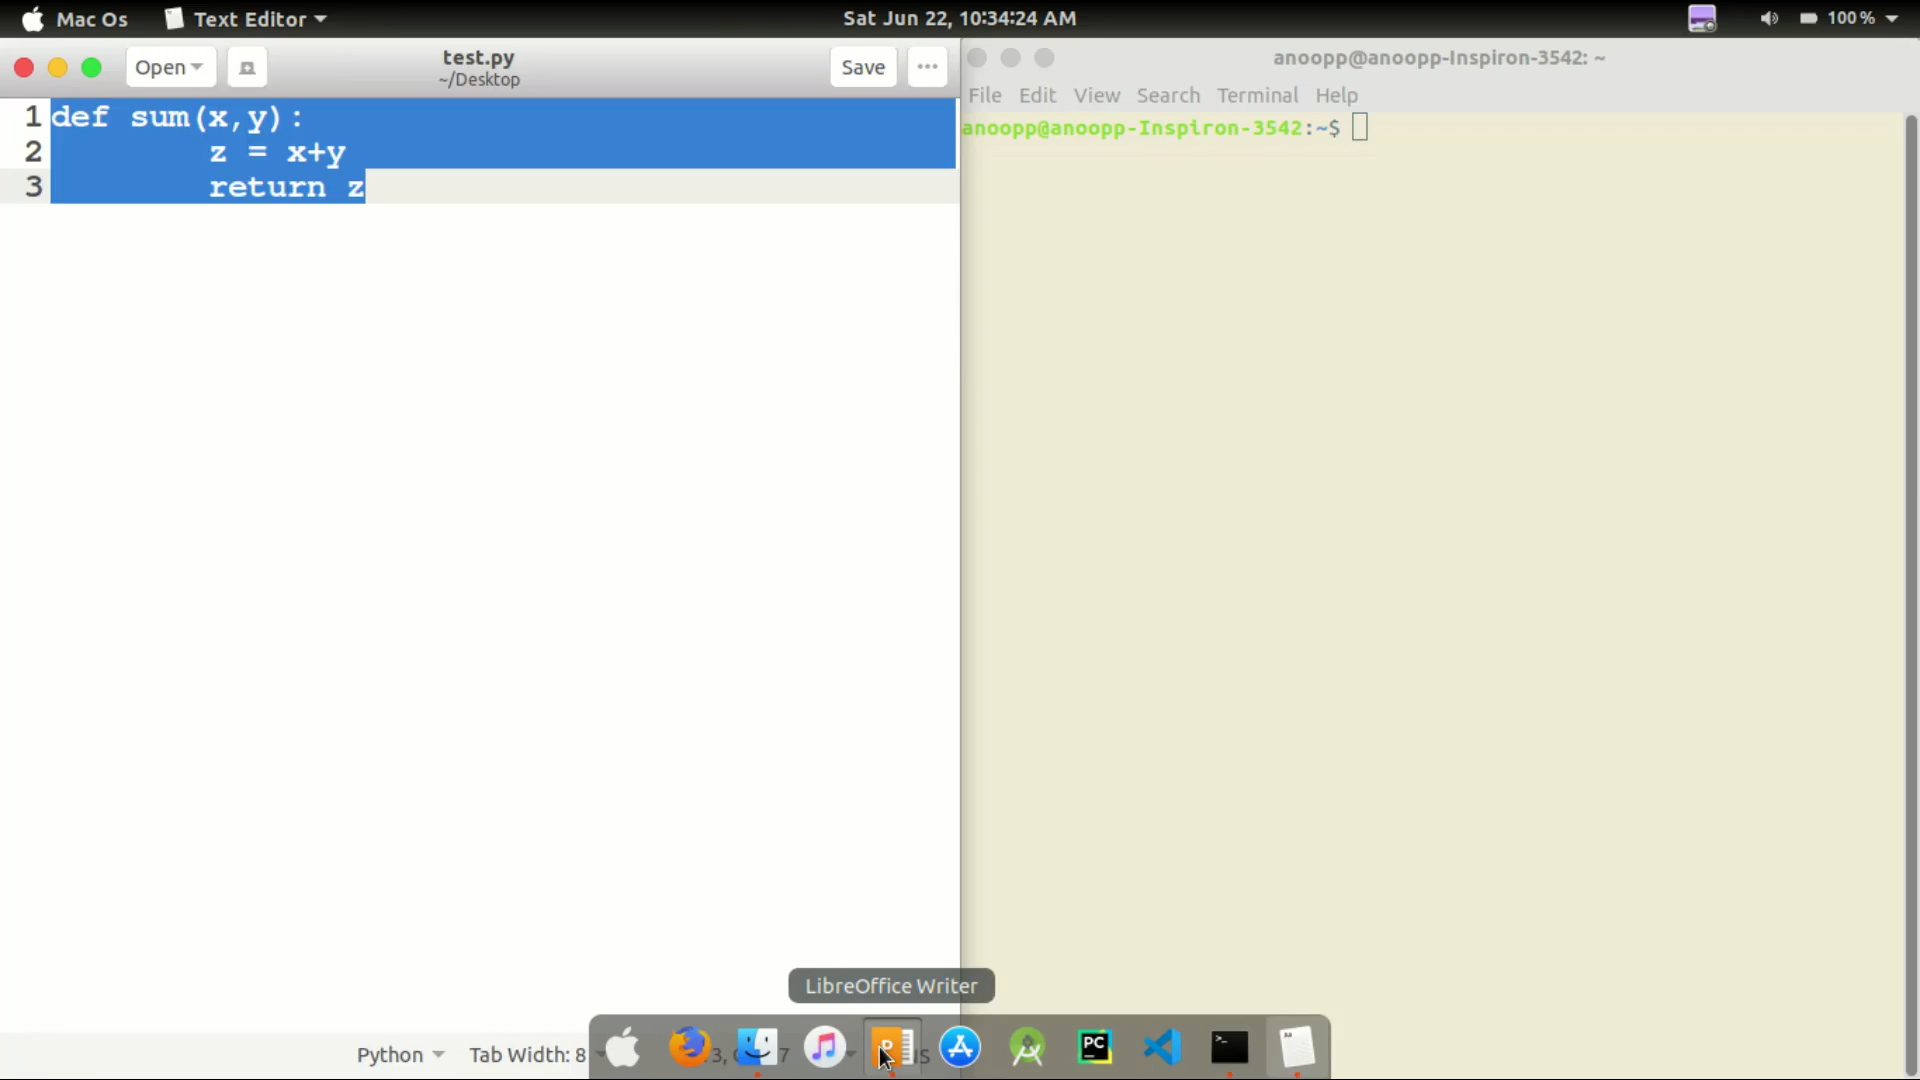 Mac Os Text Editor Sat Jun 22, 10:34:24 AM 100 %
Open test.py Save
~/Desktop
1 def sum(x,y):
2         z = x+y
3         return z
anoopp@anoopp-Inspiron-3542: ~
File Edit View Search Terminal Help
anoopp@anoopp-Inspiron-3542:~$
LibreOffice Writer
Python Tab Width: 8
PC